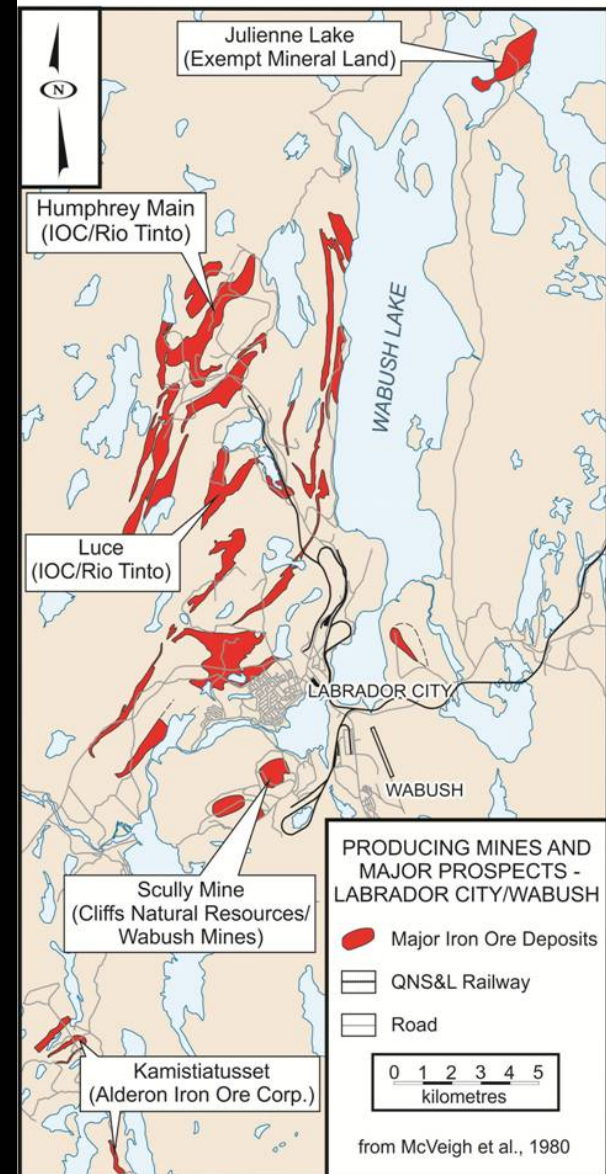 Julienne Lake
(Exempt Mineral Land)
N
Humphrey Main
(IOC/Rio Tinto)
WABUSH LAKE
Luce
(IOC/Rio Tinto)
LABRADOR CITY
WABUSH
Scully Mine
(Cliffs Natural Resources/
Wabush Mines)
Kamistiatusset
(Alderon Iron Ore Corp.)
PRODUCING MINES AND
MAJOR PROSPECTS -
LABRADOR CITY/WABUSH
Major Iron Ore Deposits
QNS&L Railway
Road
0 1 2 3 4 5
kilometres
from McVeigh et al., 1980